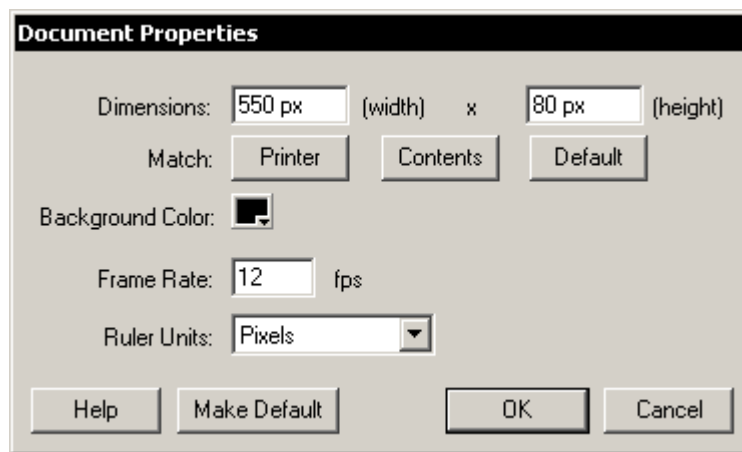 Document Properties
Dimensions: 550 px (width) x 80 px (height)
Match: Printer Contents Default
Background Color:
Frame Rate: 12 fps
Ruler Units: Pixels
Help Make Default OK Cancel